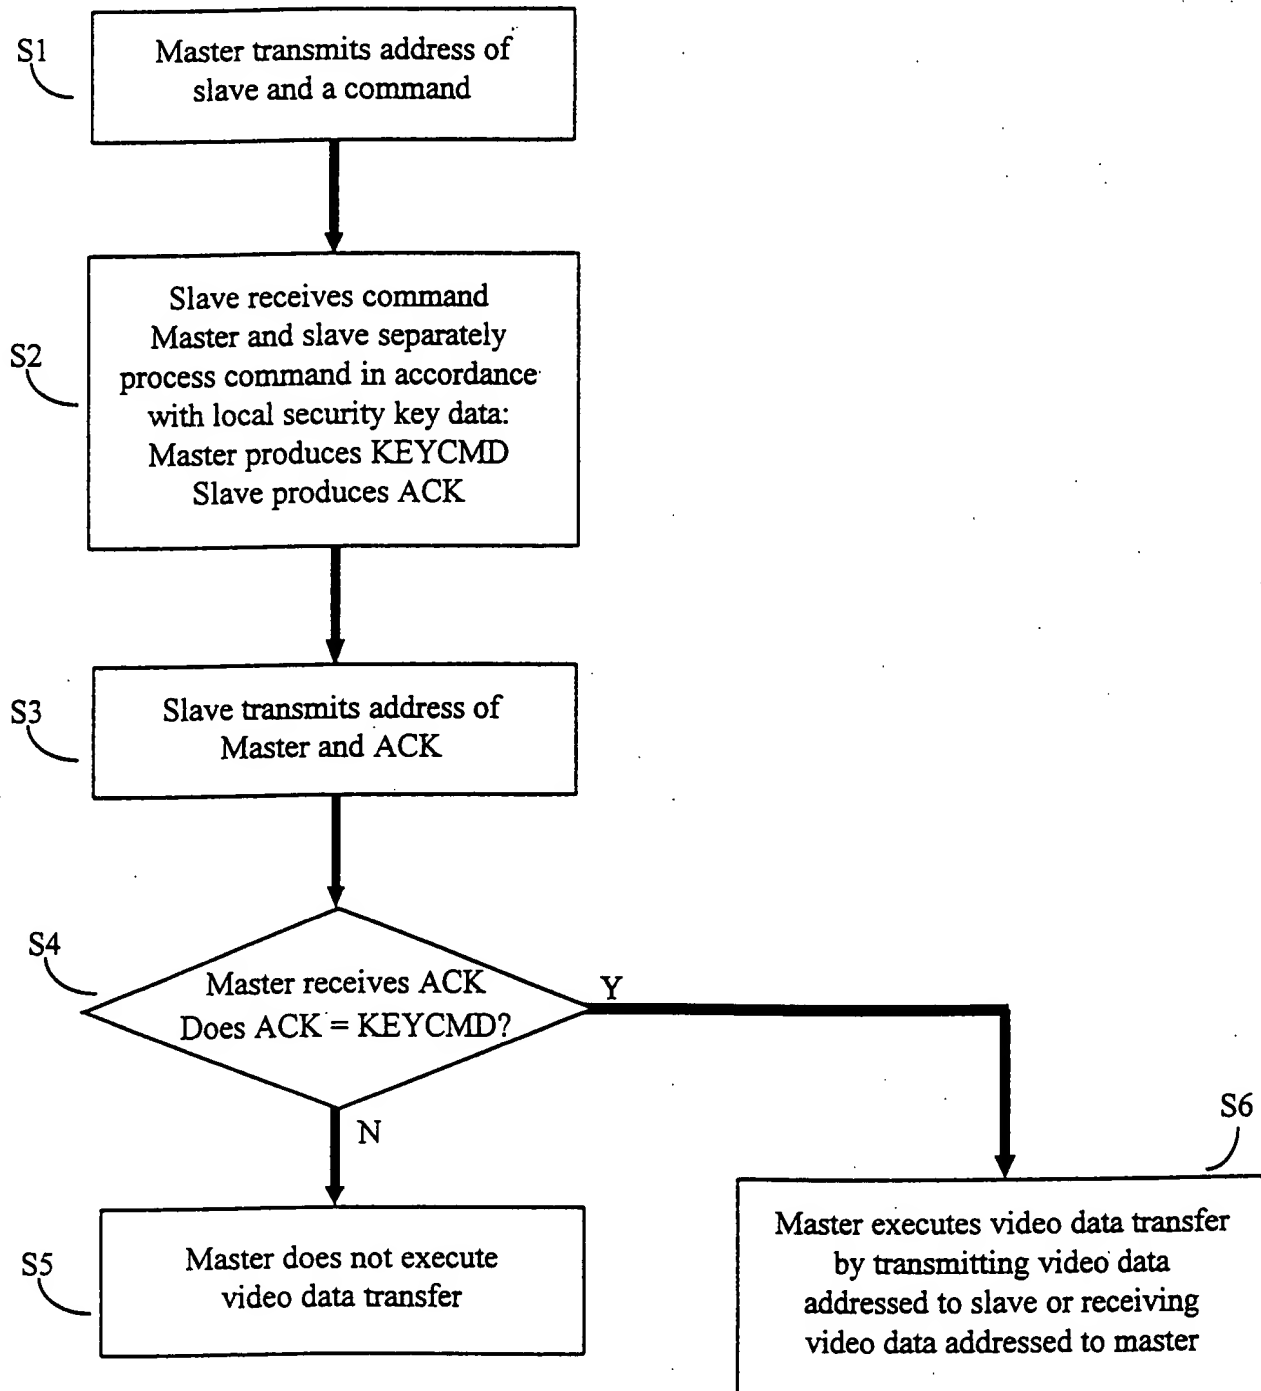 S1
Master transmits address of
slave and a command
S2
Slave receives command
Master and slave separately
process command in accordance
with local security key data:
Master produces KEYCMD
Slave produces ACK
S3
Slave transmits address of
Master and ACK
S4
Master receives ACK
Does ACK = KEYCMD?
Y
N
S5
Master does not execute
video data transfer
S6
Master executes video data transfer
by transmitting video data
addressed to slave or receiving
video data addressed to master